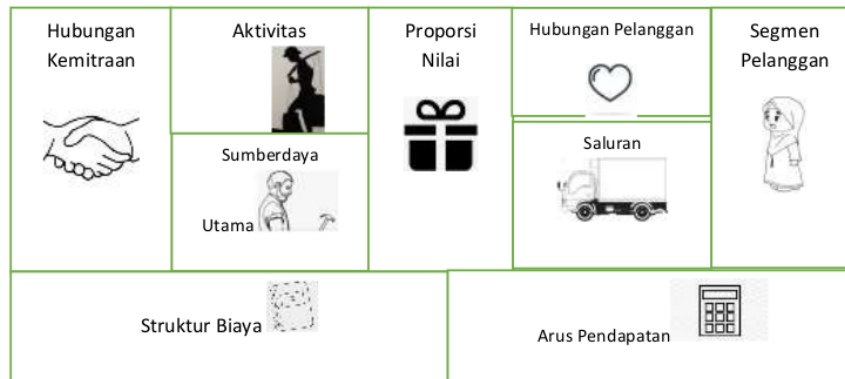 Hubungan
Kemitraan
Aktivitas
Sumberdaya
Utama
Proporsi
Nilai
Hubungan Pelanggan
Saluran
Segmen
Pelanggan
Struktur Biaya
Arus Pendapatan